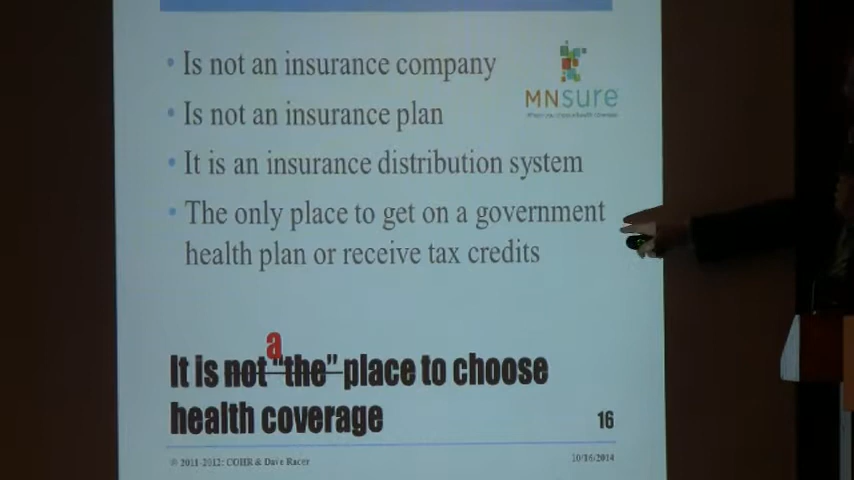 • Is not an insurance company
MNsure
• Is not an insurance plan
• It is an insurance distribution system
• The only place to get on a government
health plan or receive tax credits
a
It is not "the" place to choose
health coverage
16
© 2011-2012: COHR & Dave Racer
10/16/2014